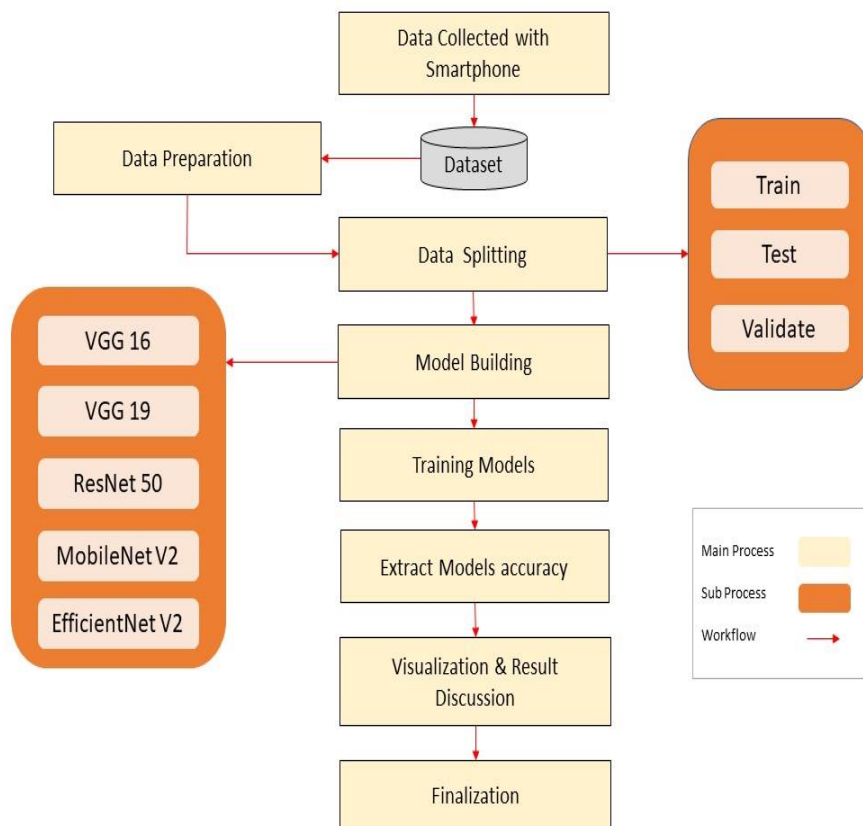 Data Collected with
Smartphone
Dataset
Data Preparation
Data Splitting
Train
Test
Validate
Model Building
VGG 16
VGG 19
ResNet 50
MobileNet V2
EfficientNet V2
Training Models
Extract Models accuracy
Visualization & Result
Discussion
Finalization
Main Process
Sub Process
Workflow